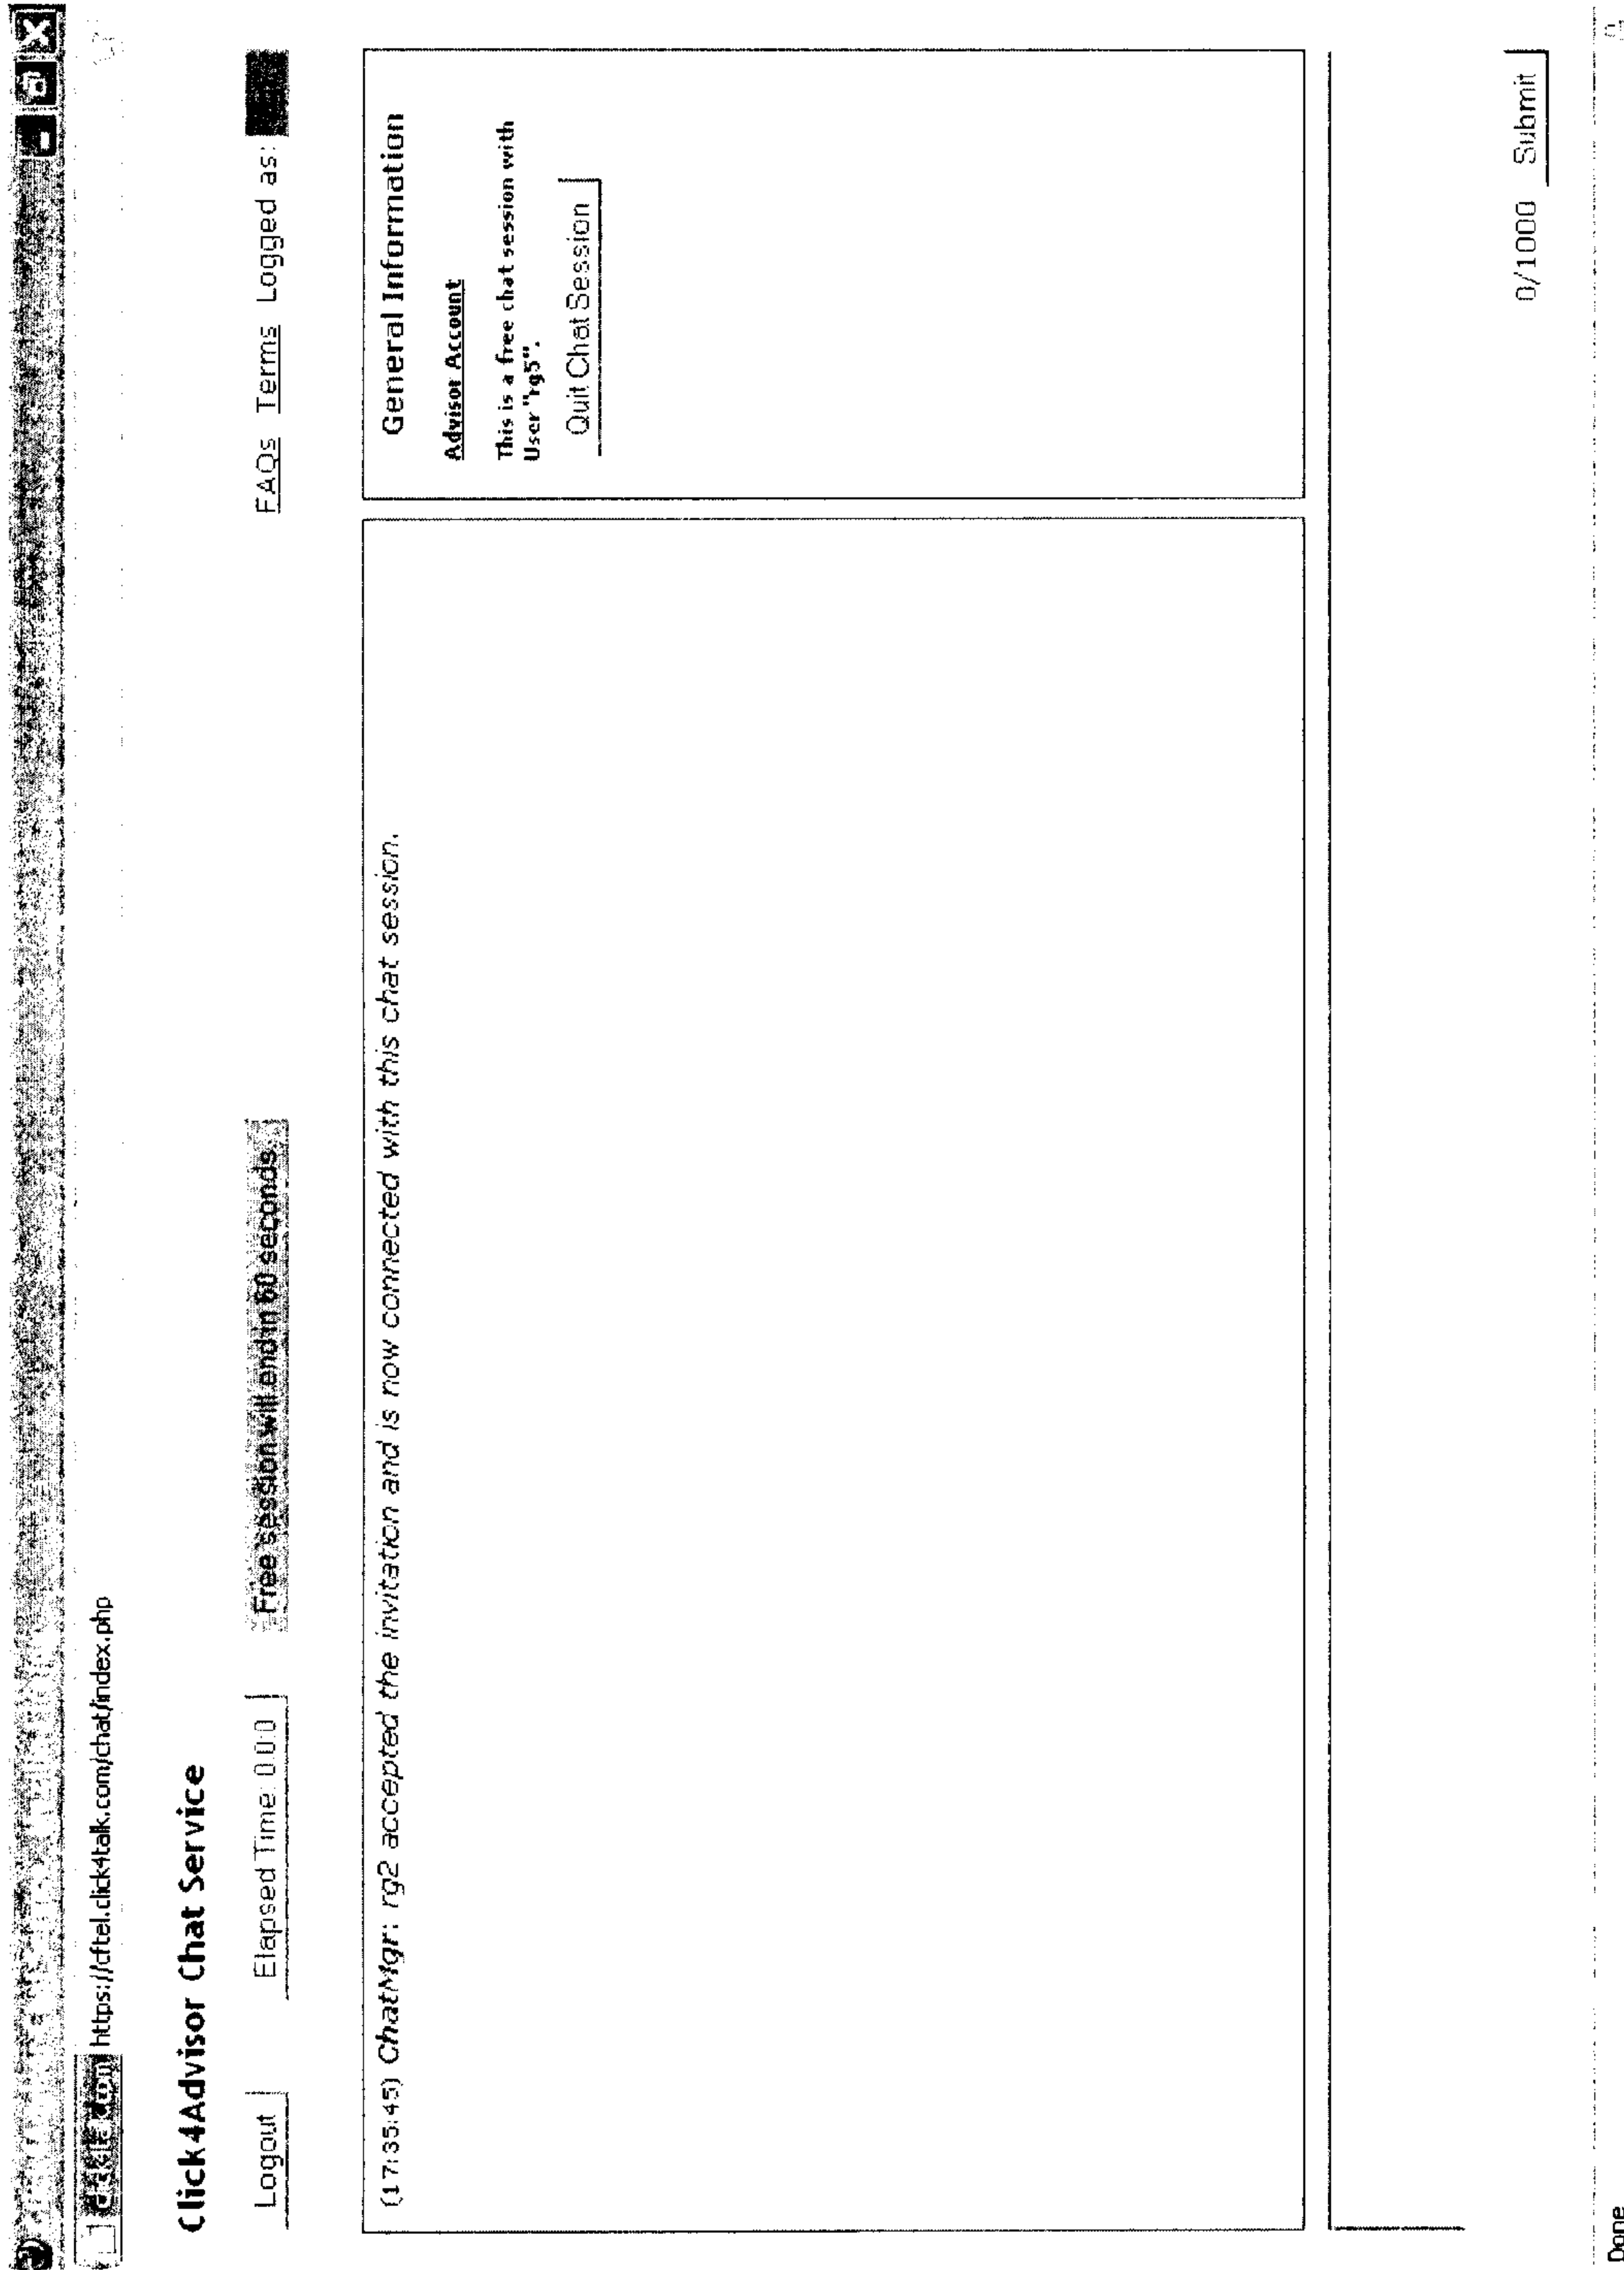 https://cftel.click4talk.com/chat/index.php
Click4Advisor Chat Service
Logout Elapsed Time: 0:0:0 Free session will end in 60 seconds. FAQs Terms Logged as:
(17:35:45) ChatMgr: rg2 accepted the invitation and is now connected with this chat session.
General Information
Advisor Account
This is a free chat session with
User "rg5".
Quit Chat Session
0/1000 Submit
Done